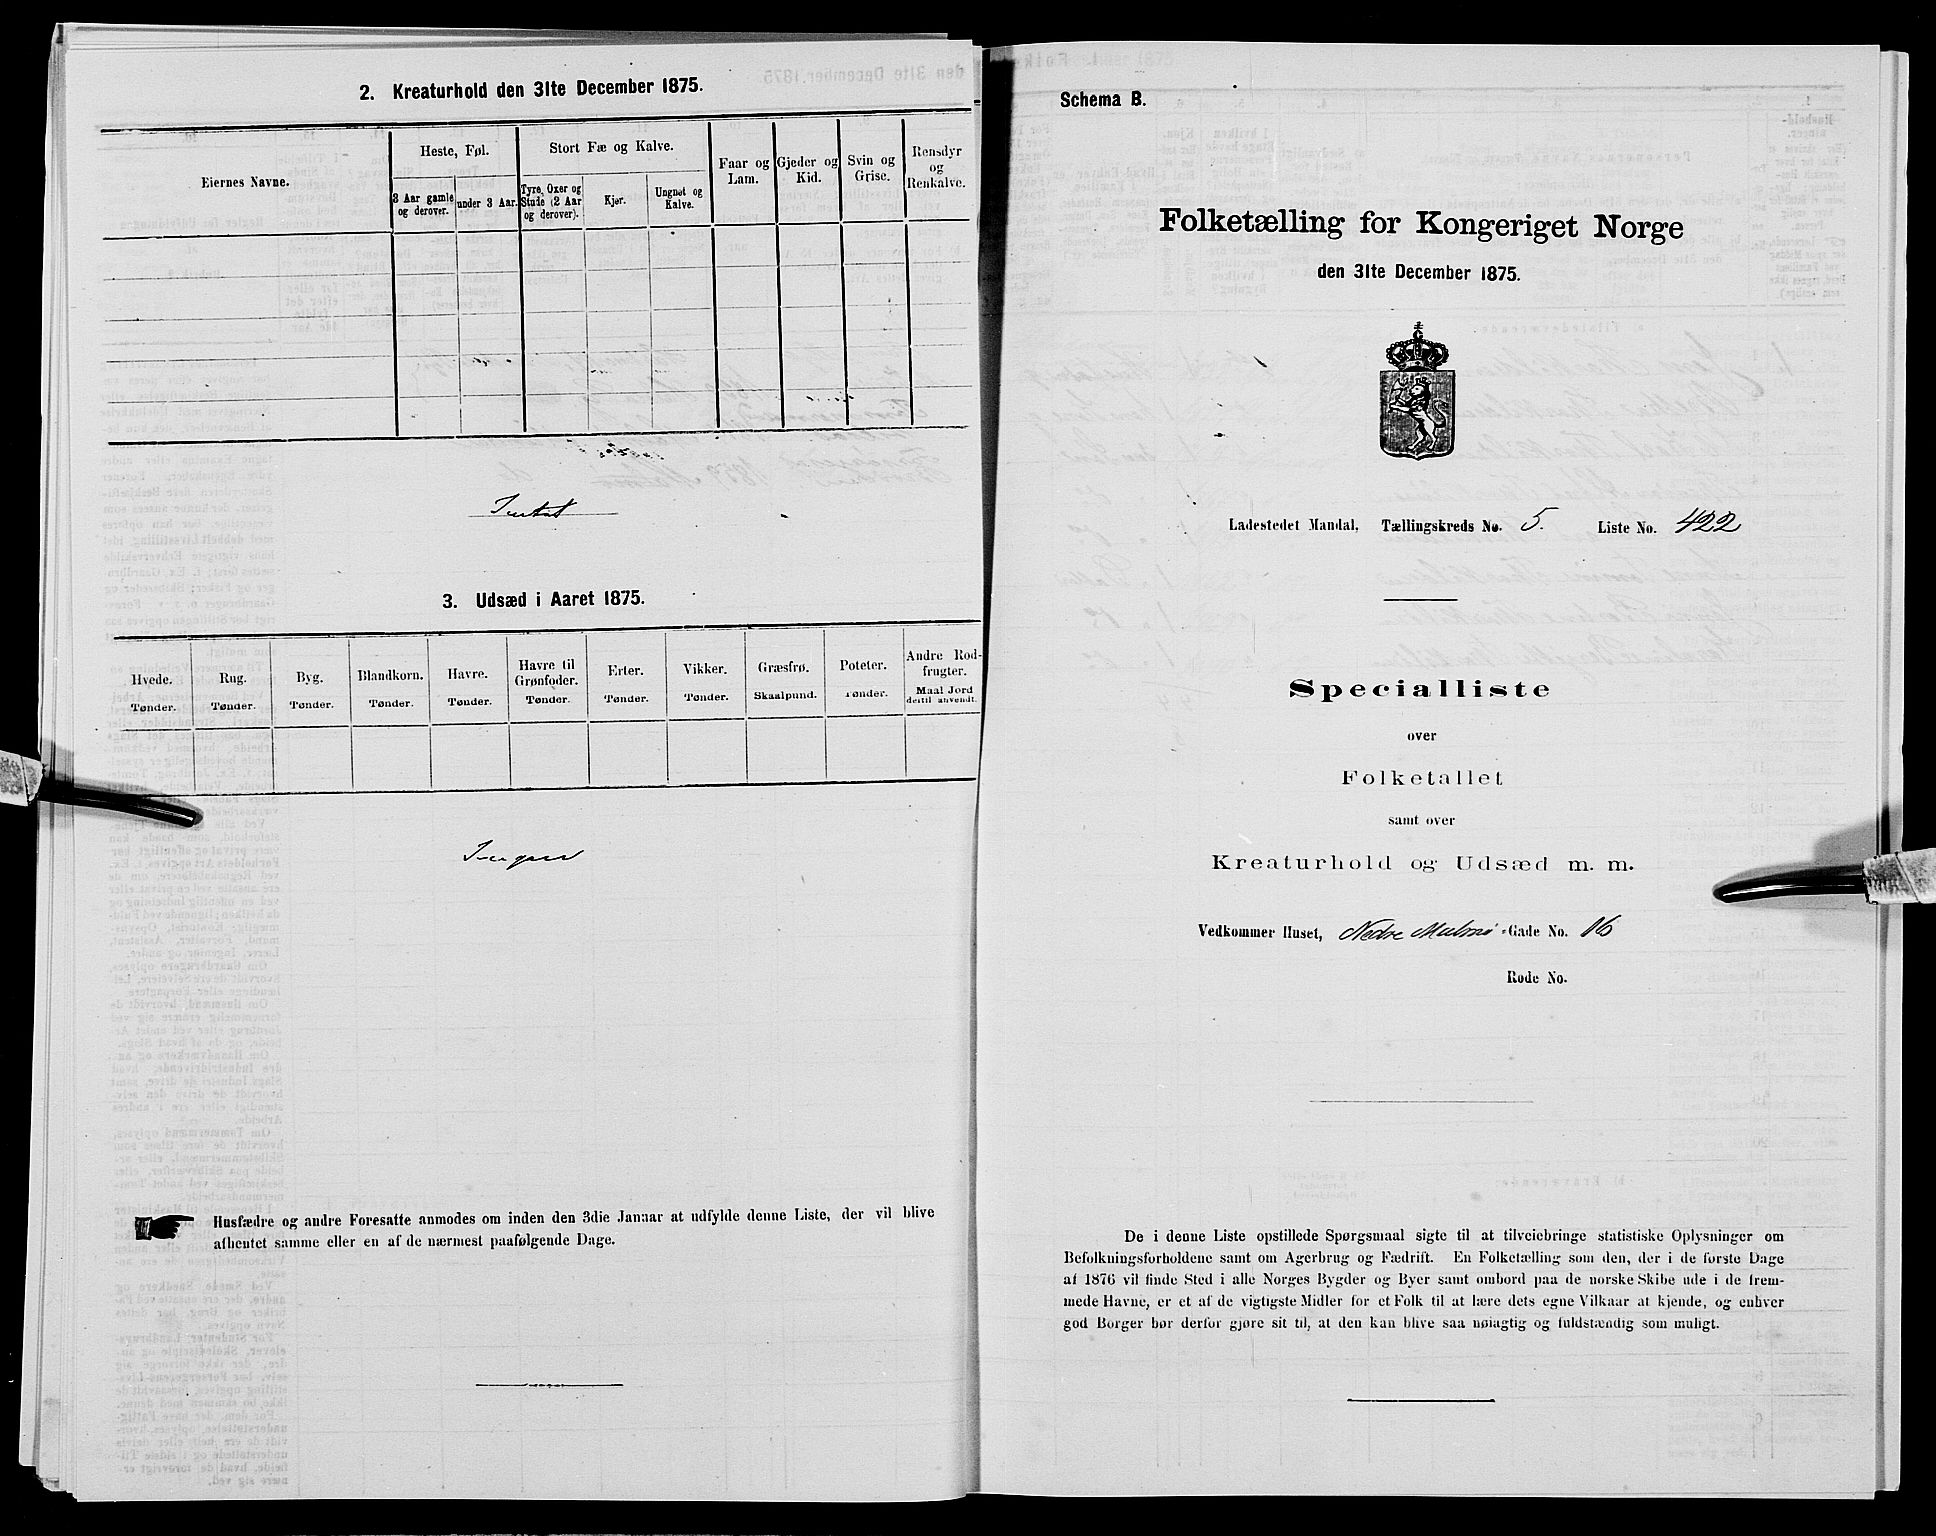 2. Kreaturhold den 31te December 1875.
Eiernes Navne.
Heste, Føl.
3 Aar gamle og derover.
under 3 Aar.
Stort Fæ og Kalve.
Tyre, Oxer og Stude (2 Aar og derover).
Kjør.
Ungnøt og Kalve.
Faar og Lam.
Gjeder og Kid.
Svin og Grise.
Rensdyr og Renkalve.
Intet
3. Udsæd i Aaret 1875.
Hvede. Rug. Byg. Blandkorn. Havre. Havre til Grønfoder. Erter. Vikker. Græsfrø. Poteter. Andre Rodfrugter.
Tønder. Tønder. Tønder. Tønder. Tønder. Tønder. Tønder. Tønder. Skaalpund. Tønder. Maal Jord dertil anvendt.
Ingen
Husfædre og andre Foresatte anmodes om inden den 3die Januar at udfylde denne Liste, der vil blive
afhentet samme eller en af de nærmest paafølgende Dage.
Schema B.
Folketælling for Kongeriget Norge
den 31te December 1875.
Ladestedet Mandal, Tællingskreds No. 5. Liste No. 422
Specialliste
over
Folketallet
samt over
Kreaturhold og Udsæd m. m.
Vedkommer Huset, Nedre Malmø-Gade No. 16
Rode No.
De i denne Liste opstillede Spørgsmaal sigte til at tilveiebringe statistiske Oplysninger om
Befolkningsforholdene samt om Agerbrug og Fædrift. En Folketælling som den, der i de første Dage
af 1876 vil finde Sted i alle Norges Bygder og Byer samt ombord paa de norske Skibe ude i de frem-
mede Havne, er et af de vigtigste Midler for et Folk til at lære dets egne Vilkaar at kjende, og enhver
god Borger bør derfor gjøre sit til, at den kan blive saa nøiagtig og fuldstændig som muligt.